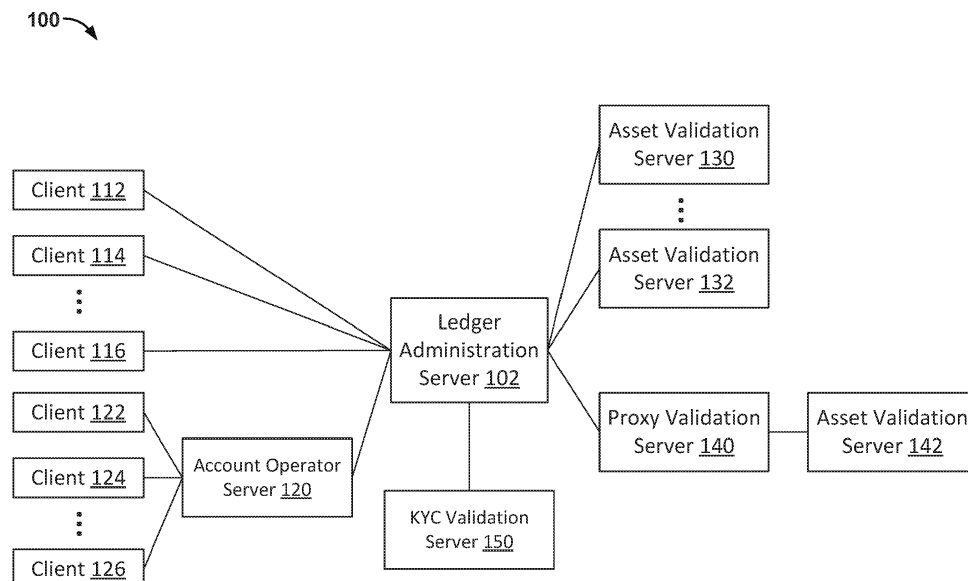 100
Client 112
Client 114
Client 116
Client 122
Client 124
Client 126
Account Operator
Server 120
Ledger
Administration
Server 102
KYC Validation
Server 150
Asset Validation
Server 130
Asset Validation
Server 132
Proxy Validation
Server 140
Asset Validation
Server 142